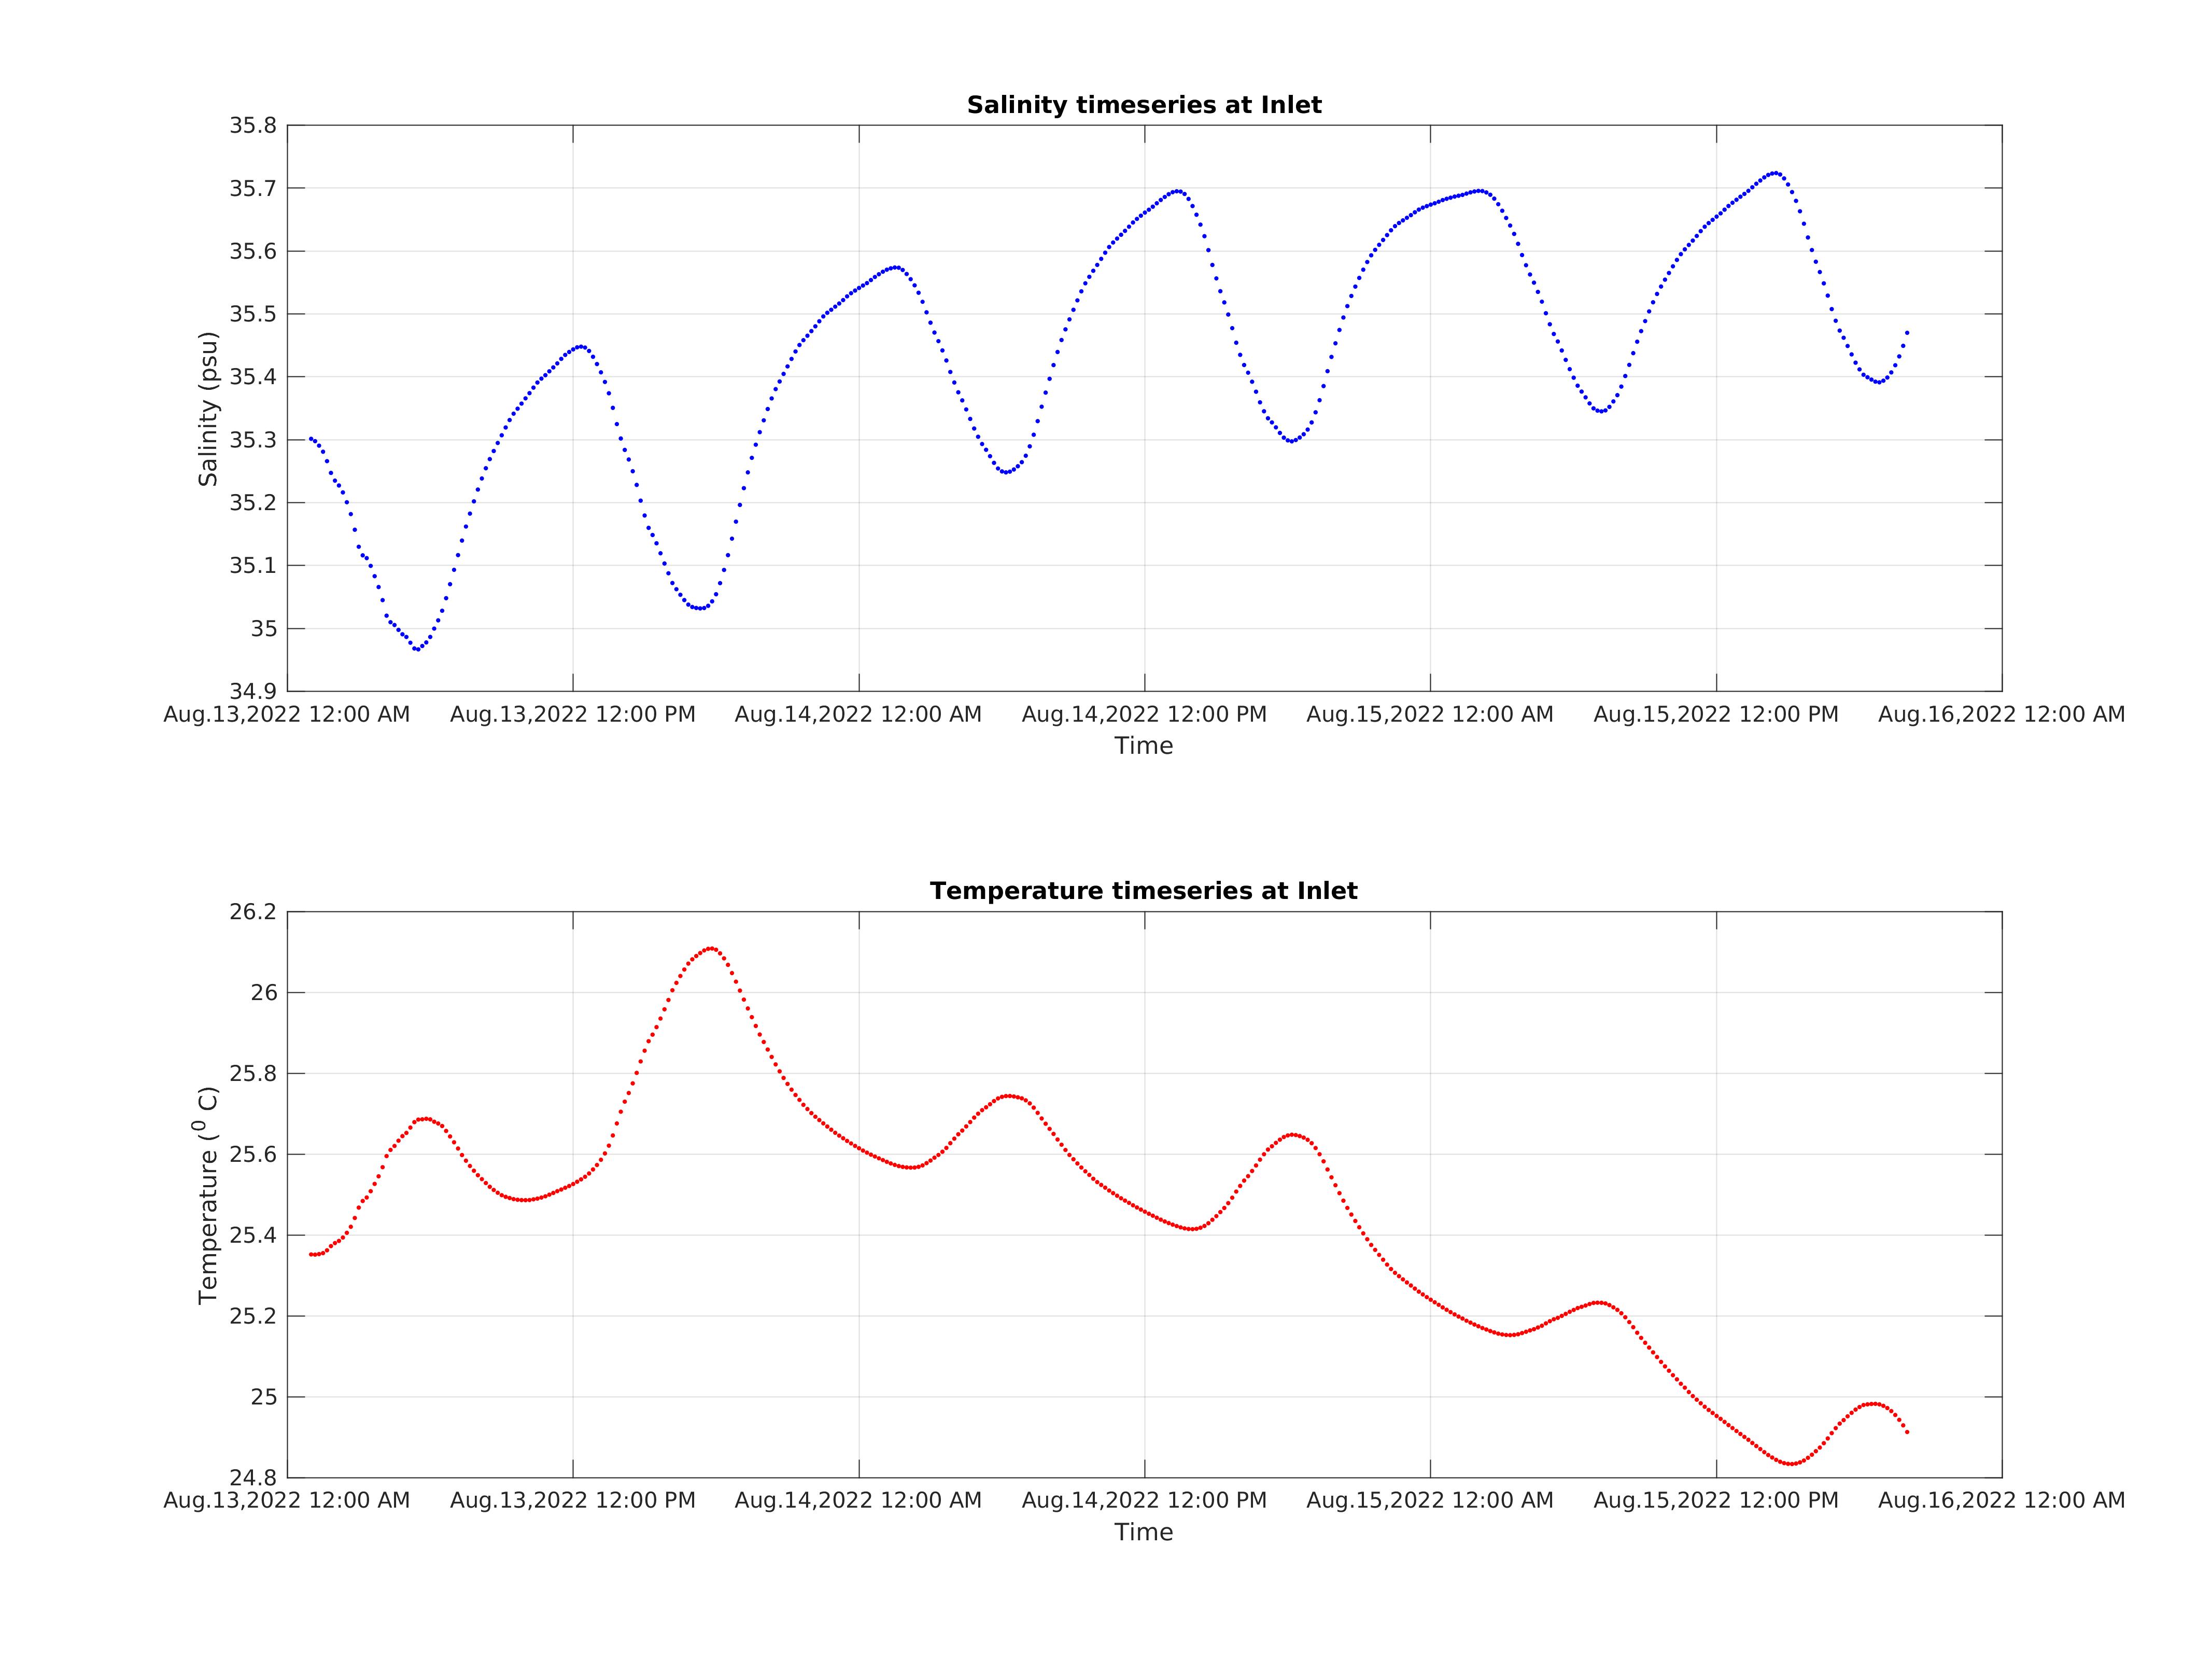 Salinity timeseries at Inlet
35.8
35.7
35.6
35.5
35.4
35.3
35.2
35.1
35
34.9
Salinity (psu)
Aug.13,2022 12:00 AM Aug.13,2022 12:00 PM Aug.14,2022 12:00 AM Aug.14,2022 12:00 PM Aug.15,2022 12:00 AM Aug.15,2022 12:00 PM Aug.16,2022 12:00 AM
Time
Temperature timeseries at Inlet
26.2
26
25.8
25.6
25.4
25.2
25
24.8
Temperature (⁰ C)
Aug.13,2022 12:00 AM Aug.13,2022 12:00 PM Aug.14,2022 12:00 AM Aug.14,2022 12:00 PM Aug.15,2022 12:00 AM Aug.15,2022 12:00 PM Aug.16,2022 12:00 AM
Time